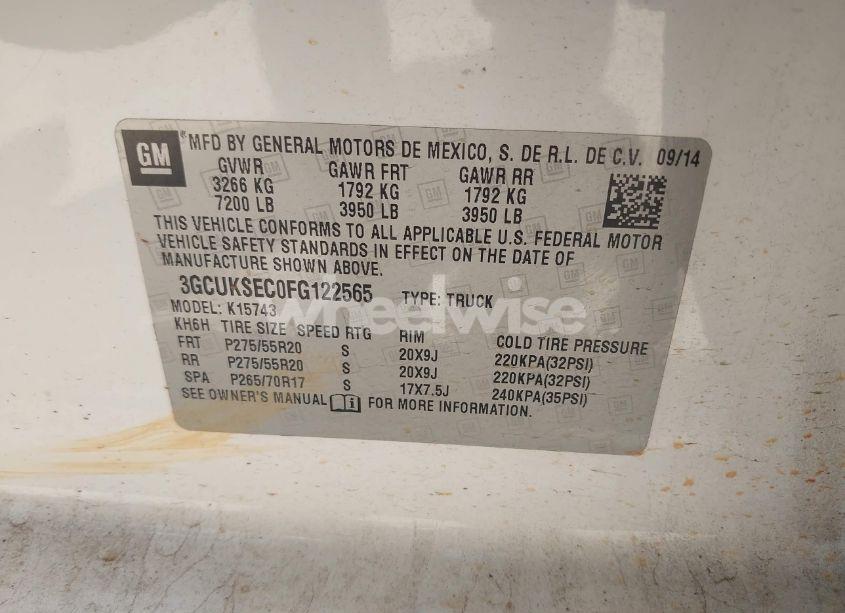 GM
*MFD BY GENERAL MOTORS DE MEXICO, S. DE R.L. DE C.V. 09/14
GVWR GAWR FRT GAWR RR
3266 KG 1792 KG 1792 KG
7200 LB 3950 LB 3950 LB
THIS VEHICLE CONFORMS TO ALL APPLICABLE U.S. FEDERAL MOTOR
VEHICLE SAFETY STANDARDS IN EFFECT ON THE DATE OF
MANUFACTURE SHOWN ABOVE.
3GCUKSEC0FG122565 TYPE: TRUCK
wheelwise
MODEL: K15743
KH6H TIRE SIZE SPEED RTG RIM COLD TIRE PRESSURE
FRT P275/55R20 S 20X9J 220KPA(32PSI)
RR P275/55R20 S 20X9J 220KPA(32PSI)
SPA P265/70R17 S 17X7.5J 240KPA(35PSI)
SEE OWNER'S MANUAL FOR MORE INFORMATION.